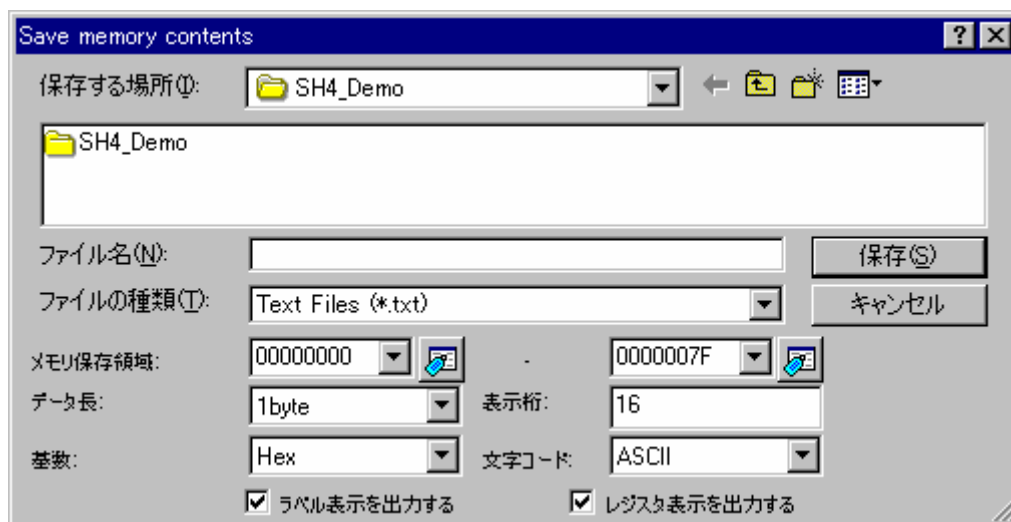 Save memory contents
保存する場所(I): SH4_Demo
SH4_Demo
ファイル名(N): 保存(S)
ファイルの種類(T): Text Files (*.txt) キャンセル
メモリ保存領域: 00000000 - 0000007F
データ長: 1byte 表示桁: 16
基数: Hex 文字コード: ASCII
ラベル表示を出力する レジスタ表示を出力する